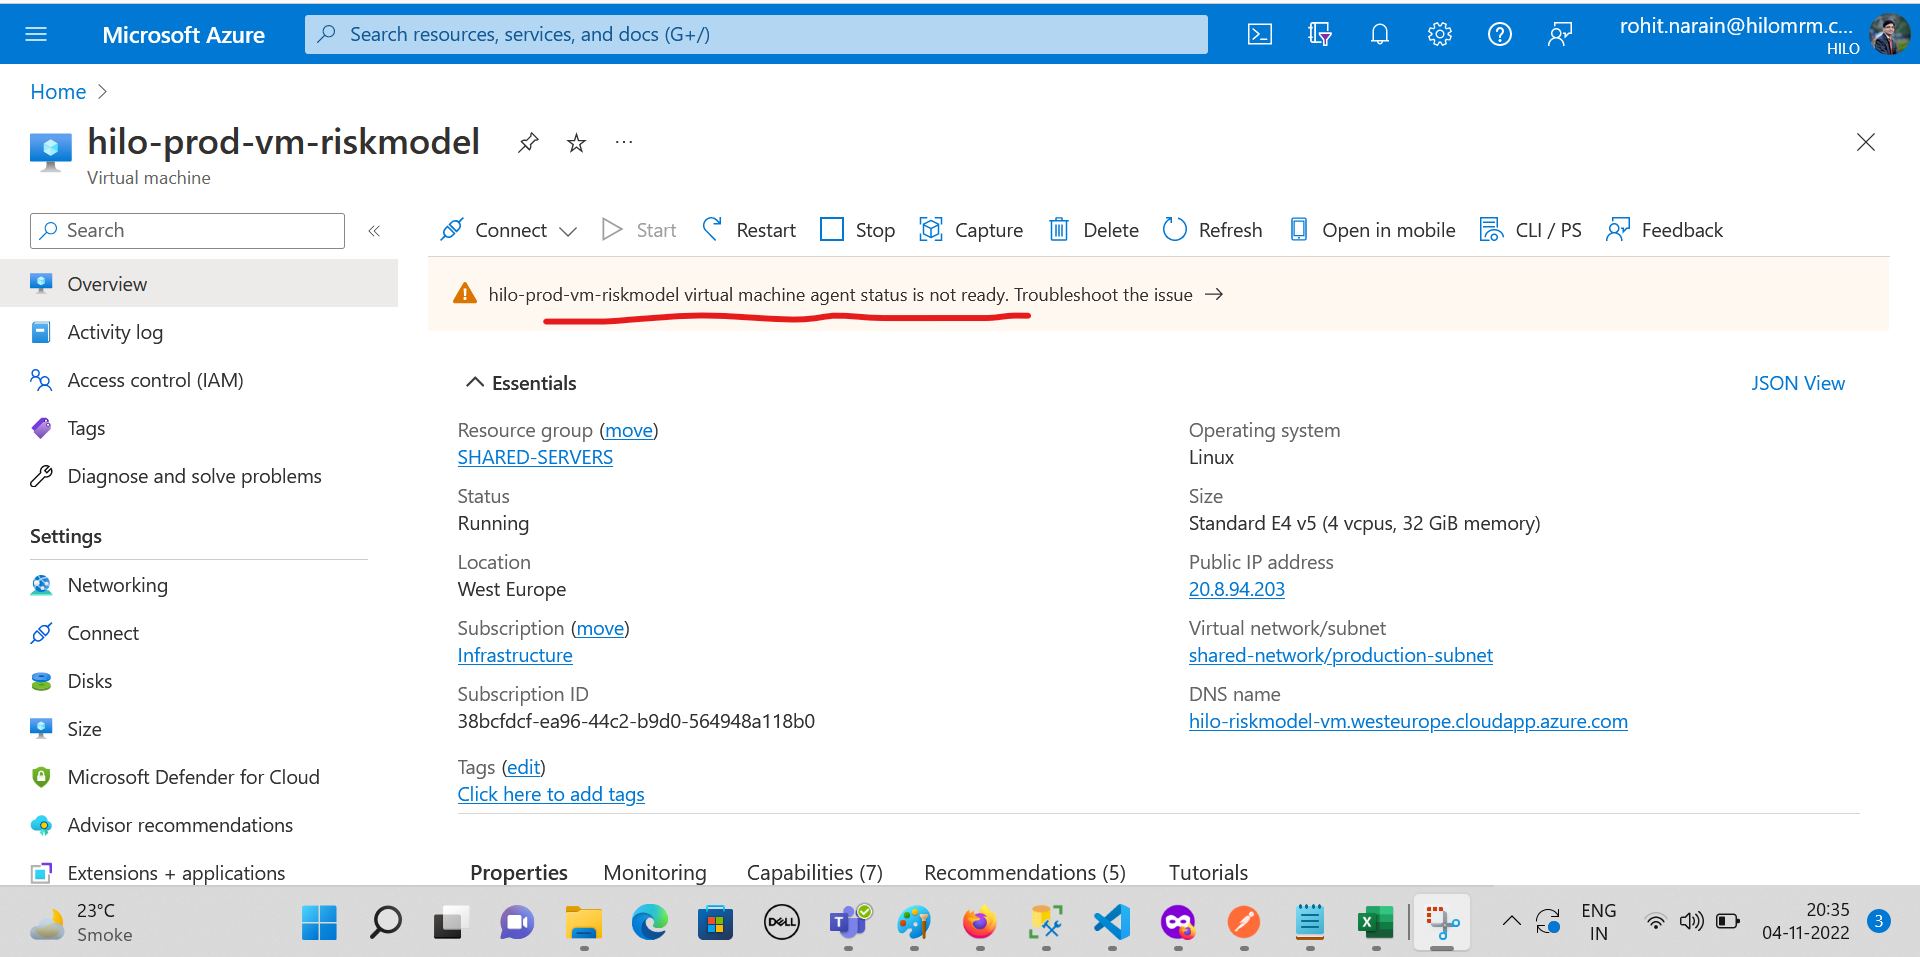 Microsoft Azure
Search resources, services, and docs (G+/)
rohit.narain@hilomrm.c...
HILO
Home
hilo-prod-vm-riskmodel
...
Virtual machine
Search
«
Connect
Start
Restart
Stop
Capture
Delete
Refresh
Open in mobile
CLI / PS
Feedback
hilo-prod-vm-riskmodel virtual machine agent status is not ready. Troubleshoot the issue →
Overview
Activity log
Access control (IAM)
Tags
Diagnose and solve problems
Settings
Networking
Connect
Disks
Size
Microsoft Defender for Cloud
Advisor recommendations
Extensions + applications
Essentials
JSON View
Resource group (move)
SHARED-SERVERS
Status
Running
Location
West Europe
Subscription (move)
Infrastructure
Subscription ID
38bcfdcf-ea96-44c2-b9d0-564948a118b0
Tags (edit)
Click here to add tags
Operating system
Linux
Size
Standard E4 v5 (4 vcpus, 32 GiB memory)
Public IP address
20.8.94.203
Virtual network/subnet
shared-network/production-subnet
DNS name
hilo-riskmodel-vm.westeurope.cloudapp.azure.com
Properties
Monitoring
Capabilities (7)
Recommendations (5)
Tutorials
23°C
Smoke
DELL
ENG
IN
20:35
04-11-2022
3